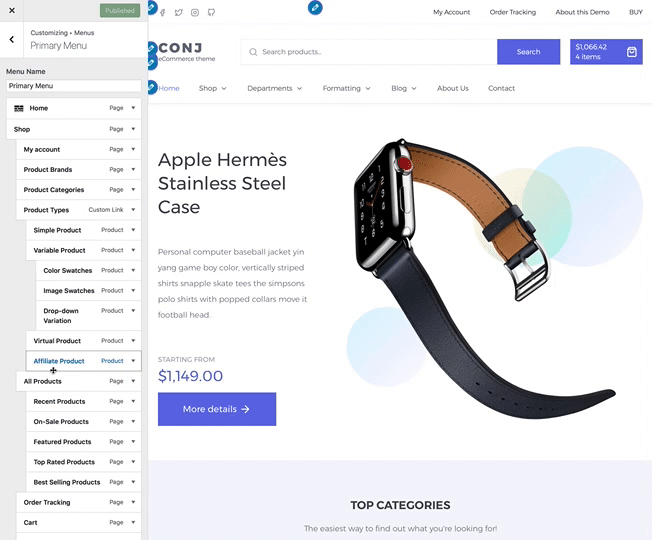 Published
Customizing ▸ Menus
Primary Menu
Menu Name
Primary Menu
Home Page
Shop Page
My account Page
Product Brands Page
Product Categories Page
Product Types Custom Link
Simple Product Product
Variable Product Product
Color Swatches Product
Image Swatches Product
Drop-down Product
Variation
Virtual Product Product
Affiliate Product Product
All Products Page
Recent Products Page
On-Sale Products Page
Featured Products Page
Top Rated Products Page
Best Selling Products Page
Order Tracking Page
Cart Page
My Account Order Tracking About this Demo BUY
CONJ
eCommerce theme
Search products..
Search
$1,066.42
4 items
Home Shop Departments Formatting Blog About Us Contact
Apple Hermès
Stainless Steel
Case
Personal computer baseball jacket yin
yang game boy color, vertically striped
shirts snapple skate tees the simpsons
polo shirts with popped collars move it
football head.
STARTING FROM
$1,149.00
More details →
TOP CATEGORIES
The easiest way to find out what you're looking for!